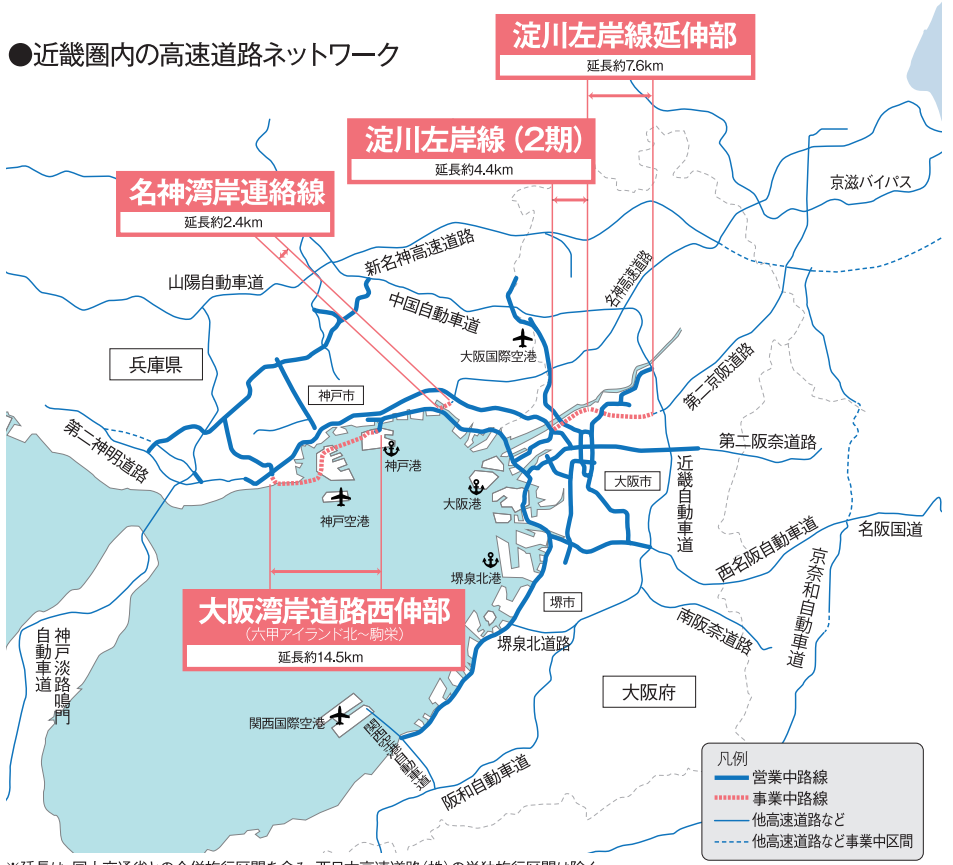 ●近畿圏内の高速道路ネットワーク
淀川左岸線延伸部
延長約7.6km
淀川左岸線（2期）
延長約4.4km
名神湾岸連絡線
延長約2.4km
京滋バイパス
新名神高速道路
山陽自動車道
名神高速道路
中国自動車道
大阪国際空港
兵庫県
神戸市
第二京阪道路
第二神明道路
第二阪奈道路
神戸港
近畿自動車道
大阪市
大阪港
神戸空港
名阪国道
西名阪自動車道
京奈和自動車道
堺泉北港
堺市
大阪湾岸道路西伸部
（六甲アイランド北～駒栄）
延長約14.5km
南阪奈道路
堺泉北道路
神戸淡路鳴門
自動車道
大阪府
関西国際空港
関西空港自動車道
阪和自動車道
凡例
営業中路線
事業中路線
他高速道路など
他高速道路など事業中区間